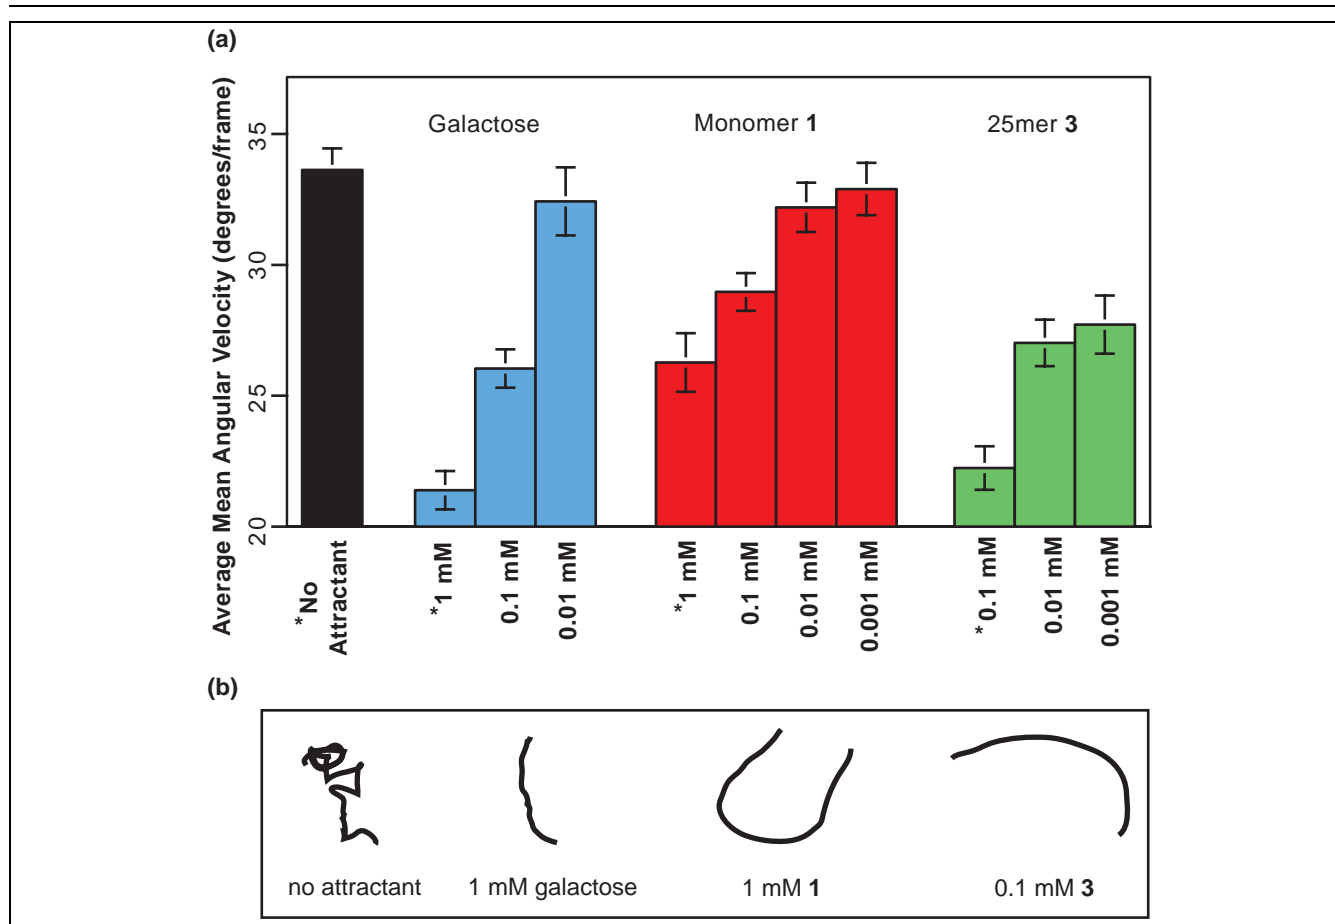 (a)
Average Mean Angular Velocity (degrees/frame)
35
30
25
20
Galactose
Monomer 1
25mer 3
*No
Attractant
*1 mM
0.1 mM
0.01 mM
*1 mM
0.1 mM
0.01 mM
0.001 mM
*0.1 mM
0.01 mM
0.001 mM
(b)
no attractant
1 mM galactose
1 mM 1
0.1 mM 3